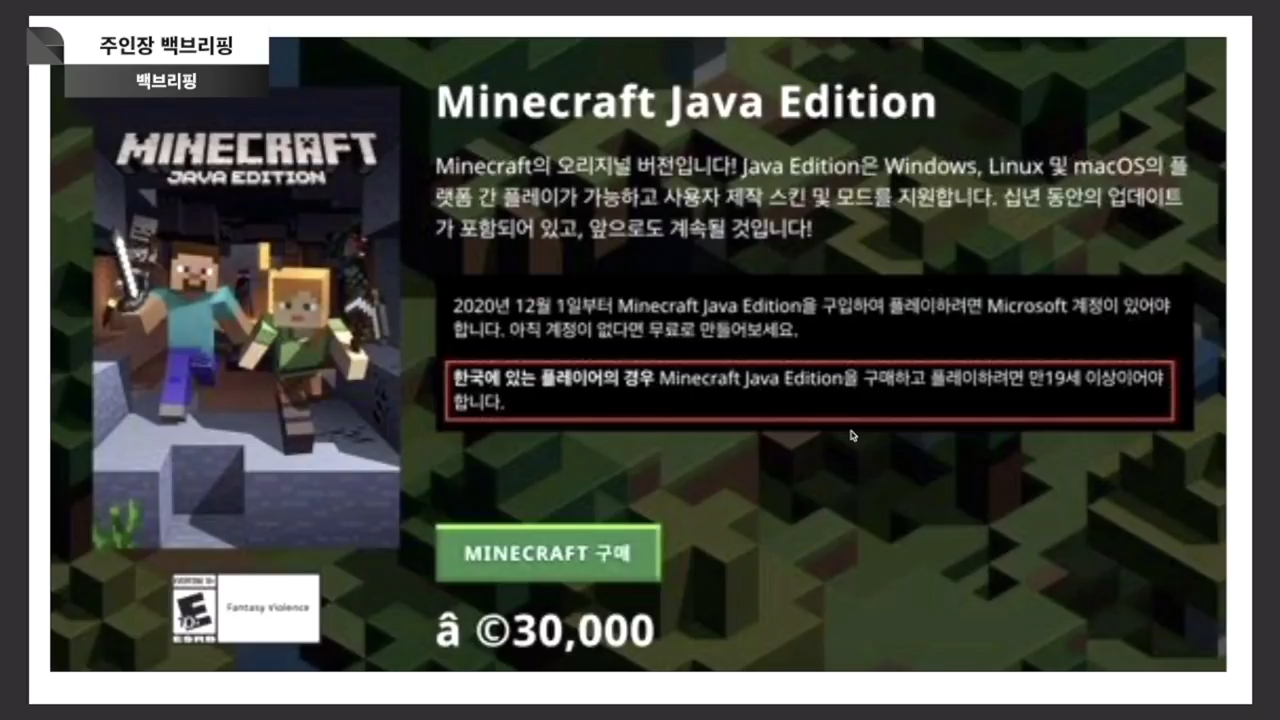 주인장 백브리핑
백브리핑
MINECRAFT
JAVA EDITION
Minecraft Java Edition
Minecraft의 오리지널 버전입니다! Java Edition은 Windows, Linux 및 macOS의 플
랫폼 간 플레이가 가능하고 사용자 제작 스킨 및 모드를 지원합니다. 십년 동안의 업데이트
가 포함되어 있고, 앞으로도 계속될 것입니다!
2020년 12월 1일부터 Minecraft Java Edition을 구입하여 플레이하려면 Microsoft 계정이 있어야
합니다. 아직 계정이 없다면 무료로 만들어보세요.
한국에 있는 플레이어의 경우 Minecraft Java Edition을 구매하고 플레이하려면 만19세 이상이어야
합니다.
MINECRAFT 구매
â ©30,000
EVERYONE 10+
E
10+
Fantasy Violence
ESRB